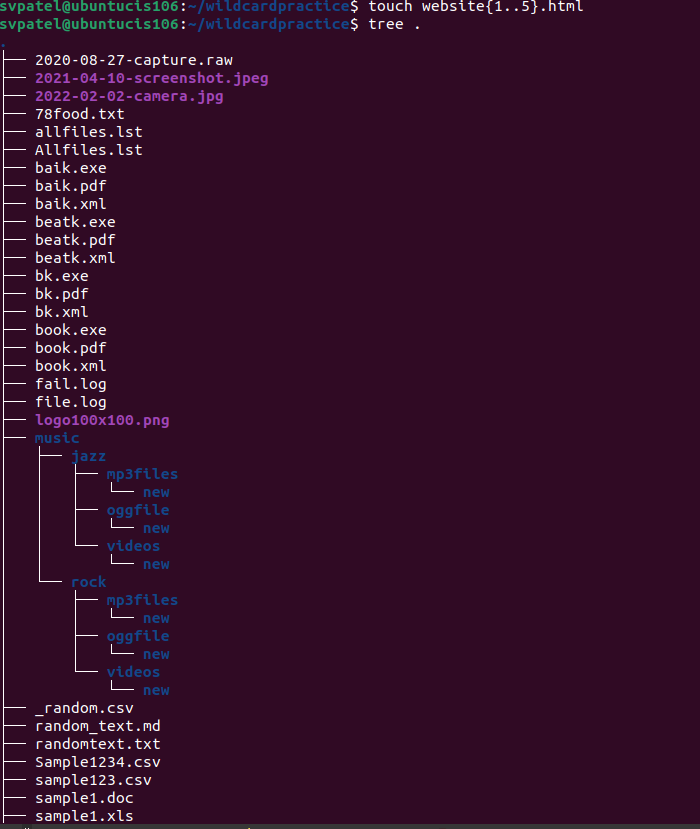 svpatel@ubuntucis106:~/wildcardpractice$ touch website{1..5}.html
svpatel@ubuntucis106:~/wildcardpractice$ tree .
.
├── 2020-08-27-capture.raw
├── 2021-04-10-screenshot.jpeg
├── 2022-02-02-camera.jpg
├── 78food.txt
├── allfiles.lst
├── Allfiles.lst
├── baik.exe
├── baik.pdf
├── baik.xml
├── beatk.exe
├── beatk.pdf
├── beatk.xml
├── bk.exe
├── bk.pdf
├── bk.xml
├── book.exe
├── book.pdf
├── book.xml
├── fail.log
├── file.log
├── logo100x100.png
├── music
│   ├── jazz
│   │   ├── mp3files
│   │   │   └── new
│   │   ├── oggfile
│   │   │   └── new
│   │   └── videos
│   │       └── new
│   └── rock
│       ├── mp3files
│       │   └── new
│       ├── oggfile
│       │   └── new
│       └── videos
│           └── new
├── _random.csv
├── random_text.md
├── randomtext.txt
├── Sample1234.csv
├── sample123.csv
├── sample1.doc
├── sample1.xls